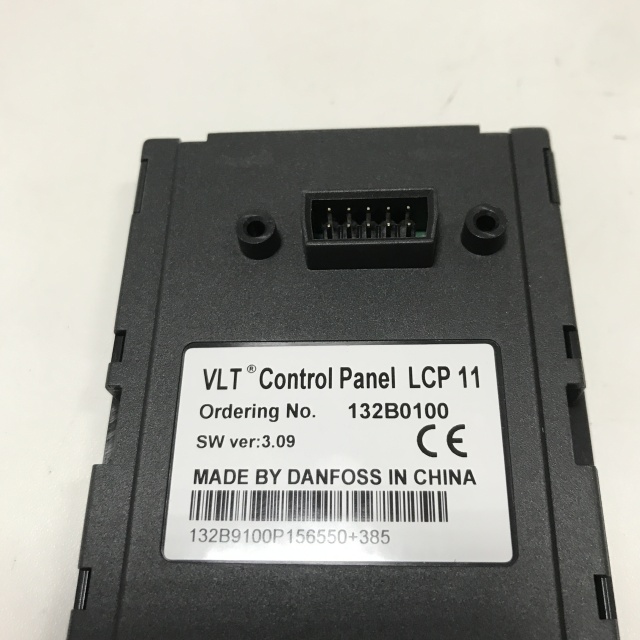 VLT® Control Panel LCP 11
Ordering No. 132B0100
SW ver:3.09
CE
MADE BY DANFOSS IN CHINA
132B9100P156550+385